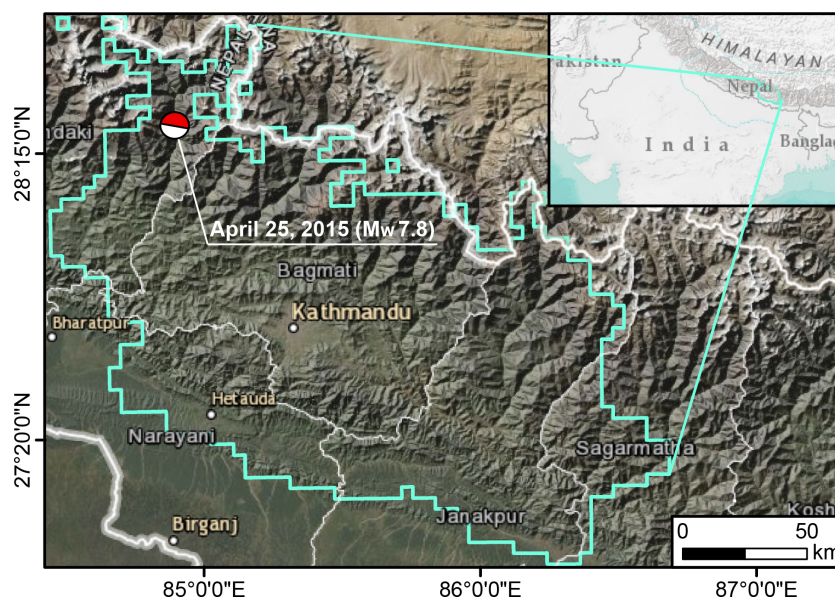 NEPAL
NA
HIMALAYAN
akistan
Nepal
India
Banglad
ndaki
28°15'0"N
April 25, 2015 (Mw 7.8)
Bagmati
Kathmandu
Bharatpur
Hetauda
27°20'0"N
Narayani
Sagarmatha
Janakpur
Kosh
Birganj
0 50
km
85°0'0"E 86°0'0"E 87°0'0"E